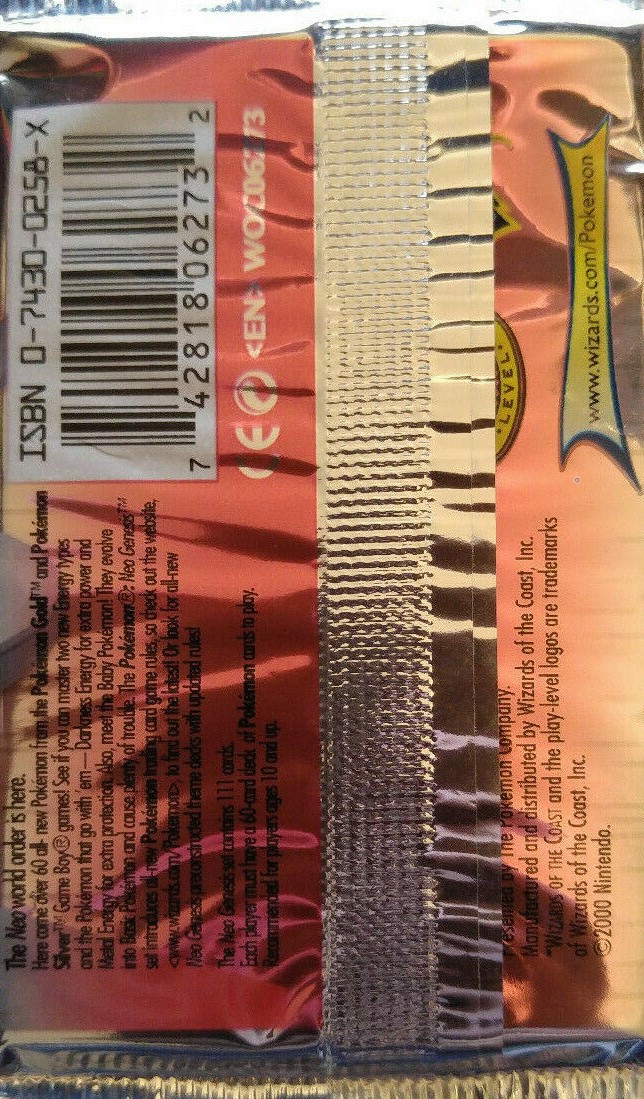 ISBN 0-7430-0258-X
7 42818 06273 2
CE <EN> WOC06273
The Neo world order is here.
Here come over 60 all-new Pokémon from the Pokémon Gold™ and Pokémon
Silver™ Game Boy® games! See if you can master two new Energy types
and the Pokémon that go with 'em—Darkness Energy for extra power and
Metal Energy for extra protection. Also, meet the Baby Pokémon! They evolve
into Basic Pokémon and cause plenty of trouble. The Pokémon®: Neo Genesis™
set introduces all-new Pokémon trading card game rules, so check out the website,
<www.wizards.com/Pokemon> to find out the latest! Or look for all-new
Neo Genesis preconstructed theme decks with updated rules!
The Neo Genesis set contains 111 cards.
Each player must have a 60-card deck of Pokémon cards to play.
Recommended for players ages 10 and up.
LEVEL
www.wizards.com/Pokemon
Presented by The Pokémon Company.
Manufactured and distributed by Wizards of the Coast, Inc.
*WIZARDS OF THE COAST and the play-level logos are trademarks
of Wizards of the Coast, Inc.
©2000 Nintendo.